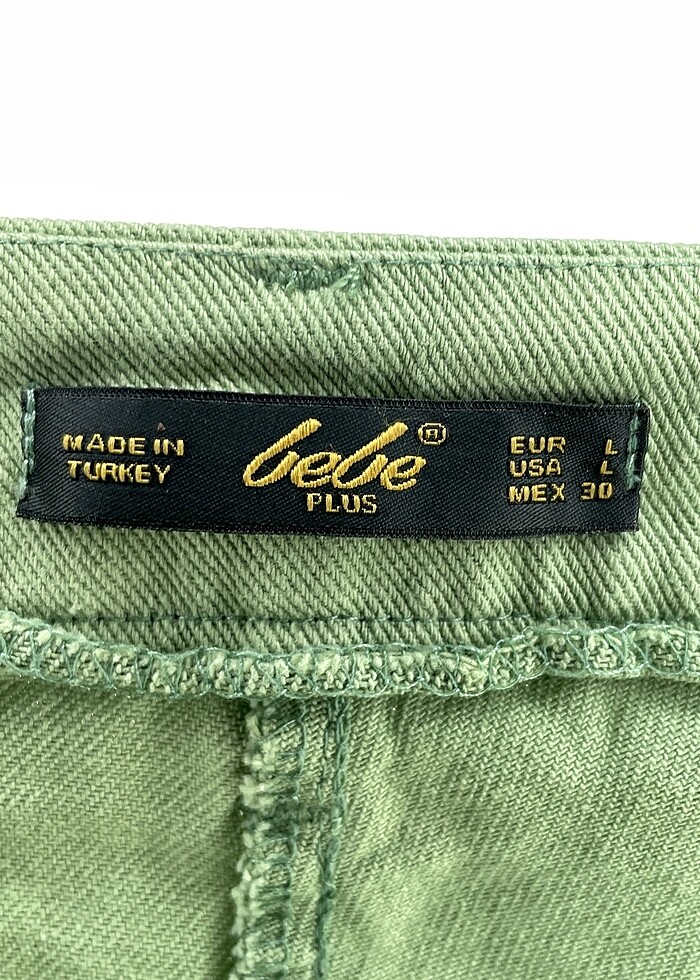 MADE IN
TURKEY
bebe®
PLUS
EUR L
USA L
MEX 30